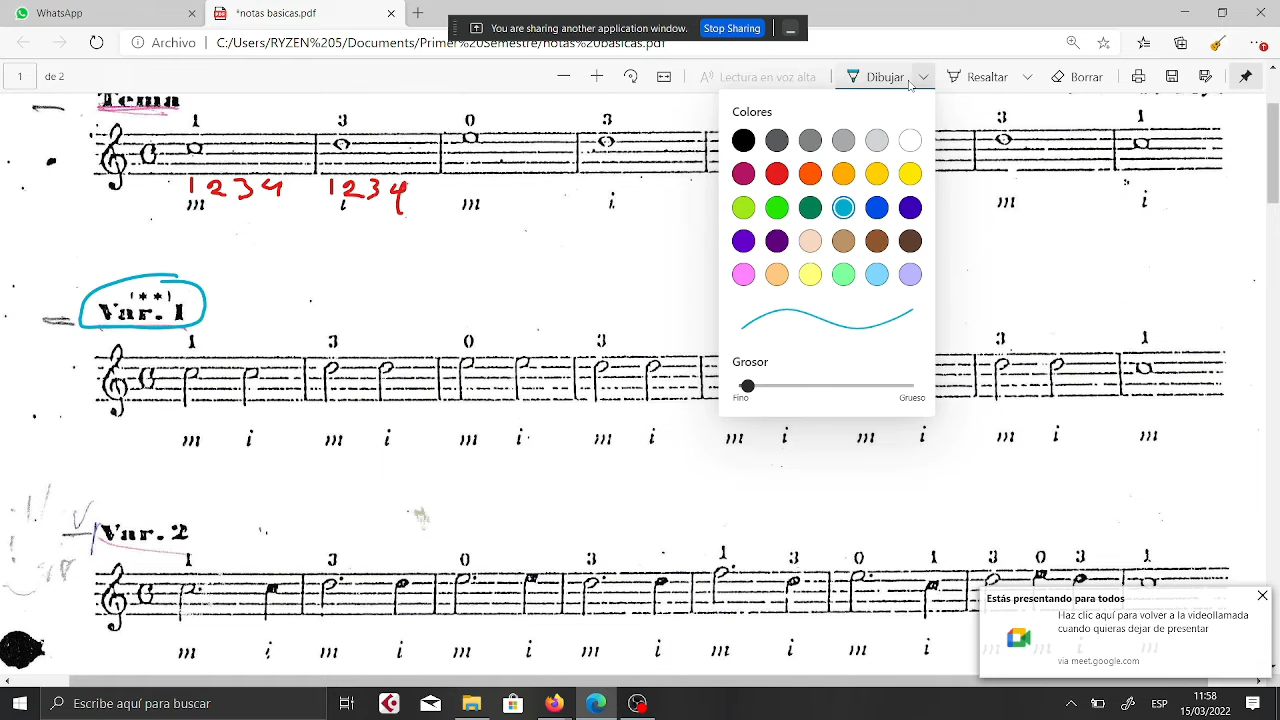 WhatsApp
*notas basicas.pdf
You are sharing another application window.
Stop Sharing
Archivo
C:/Users/RYZEN%205/Documents/Primer%20Semestre/notas%20basicas.pdf
1 de 2
Lectura en voz alta
Dibujar
Resaltar
Borrar
Tema
1 3 0 3 3 1
1 2 3 4 1 2 3 4
m i m i m i
Colores
Grosor
Fino Grueso
(**)
Var. 1
1 3 0 3 3 1
m i m i m i m i m i m i m i m
Var. 2
1 3 0 3 1 3 0 1 3 0 3 1
m i m i m i m i m i m i m i m
Estás presentando para todos
Haz clic aquí para volver a la videollamada
cuando quieras dejar de presentar
via meet.google.com
Escribe aquí para buscar
ESP
11:58
15/03/2022